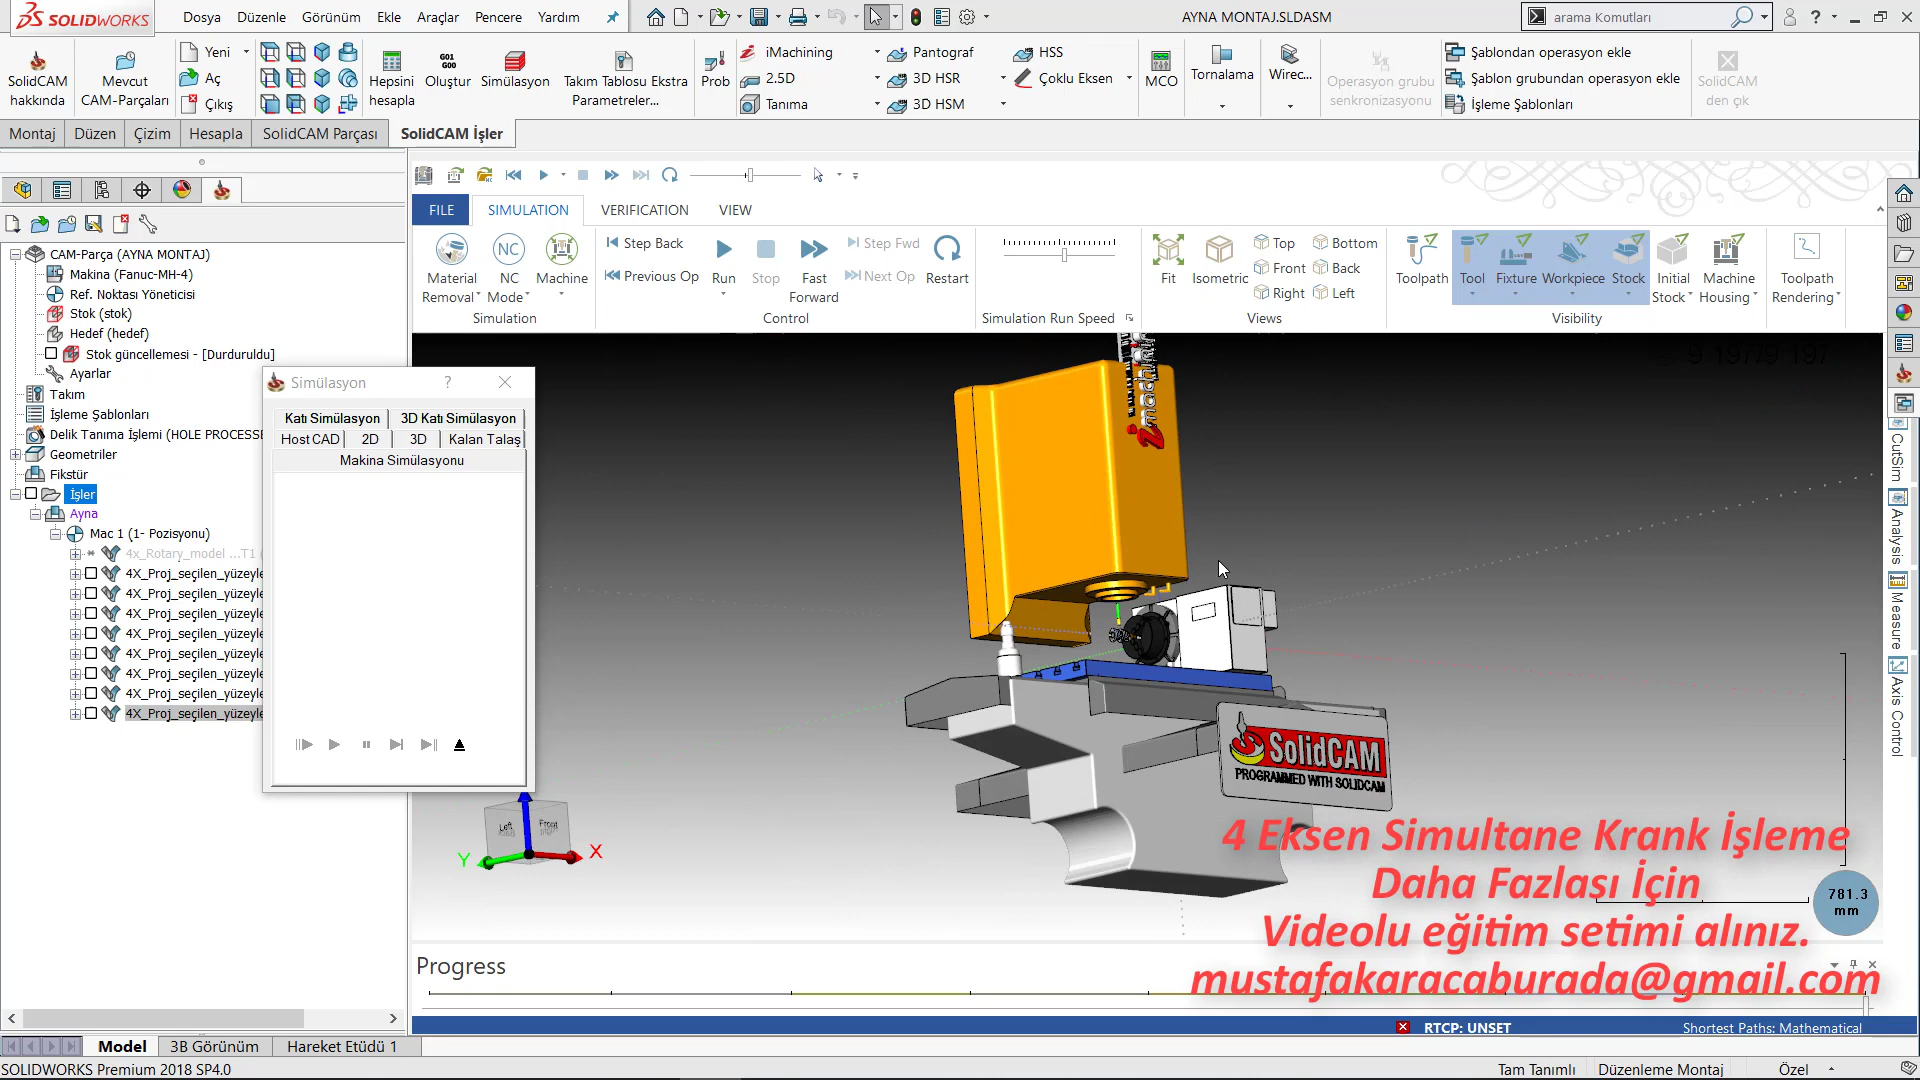 SOLIDWORKS
Dosya Düzenle Görünüm Ekle Araçlar Pencere Yardım
AYNA MONTAJ.SLDASM
arama Komutları
SolidCAM hakkında
Mevcut CAM-Parçaları
Yeni
Aç
Çıkış
Hepsini hesapla
G01 G00
Oluştur
Simülasyon
Takım Tablosu Ekstra Parametreler...
Prob
iMachining
2.5D
Tanıma
Pantograf
3D HSR
3D HSM
HSS
Çoklu Eksen
MCO
Tornalama
Wirec...
Operasyon grubu senkronizasyonu
Şablondan operasyon ekle
Şablon grubundan operasyon ekle
İşleme Şablonları
SolidCAM den çık
Montaj Düzen Çizim Hesapla SolidCAM Parçası SolidCAM İşler
FILE SIMULATION VERIFICATION VIEW
Material Removal
NC
NC Mode
Machine
Simulation
Step Back
Previous Op
Run
Stop
Fast Forward
Step Fwd
Next Op
Restart
Control
Simulation Run Speed
Fit
Isometric
Top
Front
Right
Bottom
Back
Left
Views
Toolpath
Tool
Fixture
Workpiece
Stock
Initial Stock
Machine Housing
Visibility
Toolpath Rendering
CAM-Parça (AYNA MONTAJ)
Makina (Fanuc-MH-4)
Ref. Noktası Yöneticisi
Stok (stok)
Hedef (hedef)
Stok güncellemesi - [Durduruldu]
Ayarlar
Takım
İşleme Şablonları
Delik Tanıma İşlemi (HOLE PROCESSE
Geometriler
Fikstür
İşler
Ayna
Mac 1 (1- Pozisyonu)
4x_Rotary_model ...T1 (
4X_Proj_seçilen_yüzeyle
4X_Proj_seçilen_yüzeyle
4X_Proj_seçilen_yüzeyle
4X_Proj_seçilen_yüzeyle
4X_Proj_seçilen_yüzeyle
4X_Proj_seçilen_yüzeyle
4X_Proj_seçilen_yüzeyle
4X_Proj_seçilen_yüzeyle
Simülasyon
Katı Simülasyon 3D Katı Simülasyon
Host CAD 2D 3D Kalan Talaş
Makina Simülasyonu
9 197/9 197
SolidCAM
PROGRAMMED WITH SOLIDCAM
Left Front
Y X
CutSim
Analysis
Measure
Axis Control
4 Eksen Simultane Krank İşleme
Daha Fazlası İçin
Videolu eğitim setimi alınız.
mustafakaracaburada@gmail.com
781.3 mm
Progress
RTCP: UNSET
Shortest Paths: Mathematical
Model 3B Görünüm Hareket Etüdü 1
SOLIDWORKS Premium 2018 SP4.0
Tam Tanımlı Düzenleme Montaj Özel